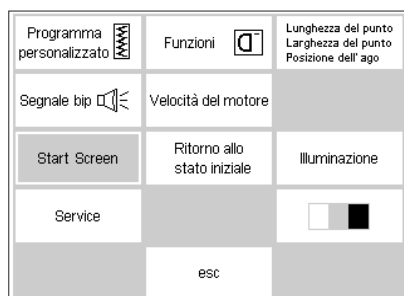 Programma
personalizzato
Funzioni
Lunghezza del punto
Larghezza del punto
Posizione dell' ago
Segnale bip
Velocità del motore
Start Screen
Ritorno allo
stato iniziale
Illuminazione
Service
esc